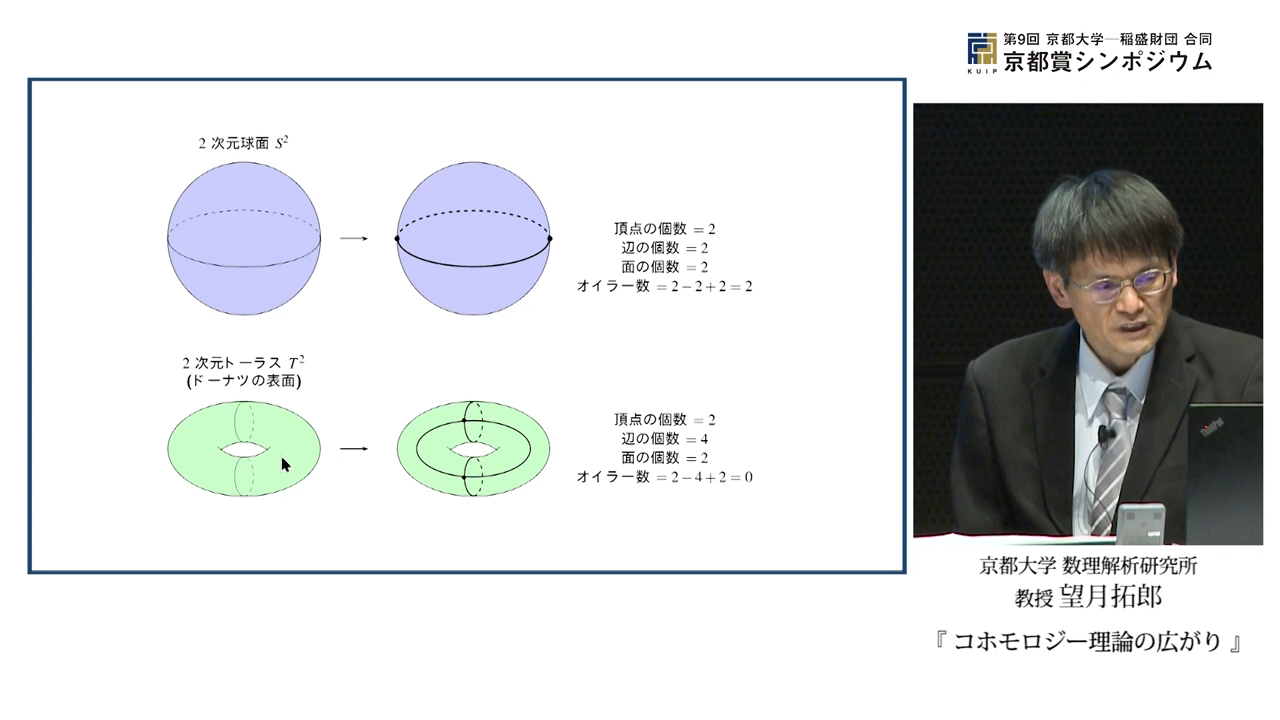 第9回 京都大学―稲盛財団 合同
京都賞シンポジウム
KUIP
2 次元球面 S²
頂点の個数 = 2
辺の個数 = 2
面の個数 = 2
オイラー数 = 2 − 2 + 2 = 2
2 次元トーラス T²
(ドーナツの表面)
頂点の個数 = 2
辺の個数 = 4
面の個数 = 2
オイラー数 = 2 − 4 + 2 = 0
ThinkPad
京都大学 数理解析研究所
教授 望月拓郎
『 コホモロジー理論の広がり 』